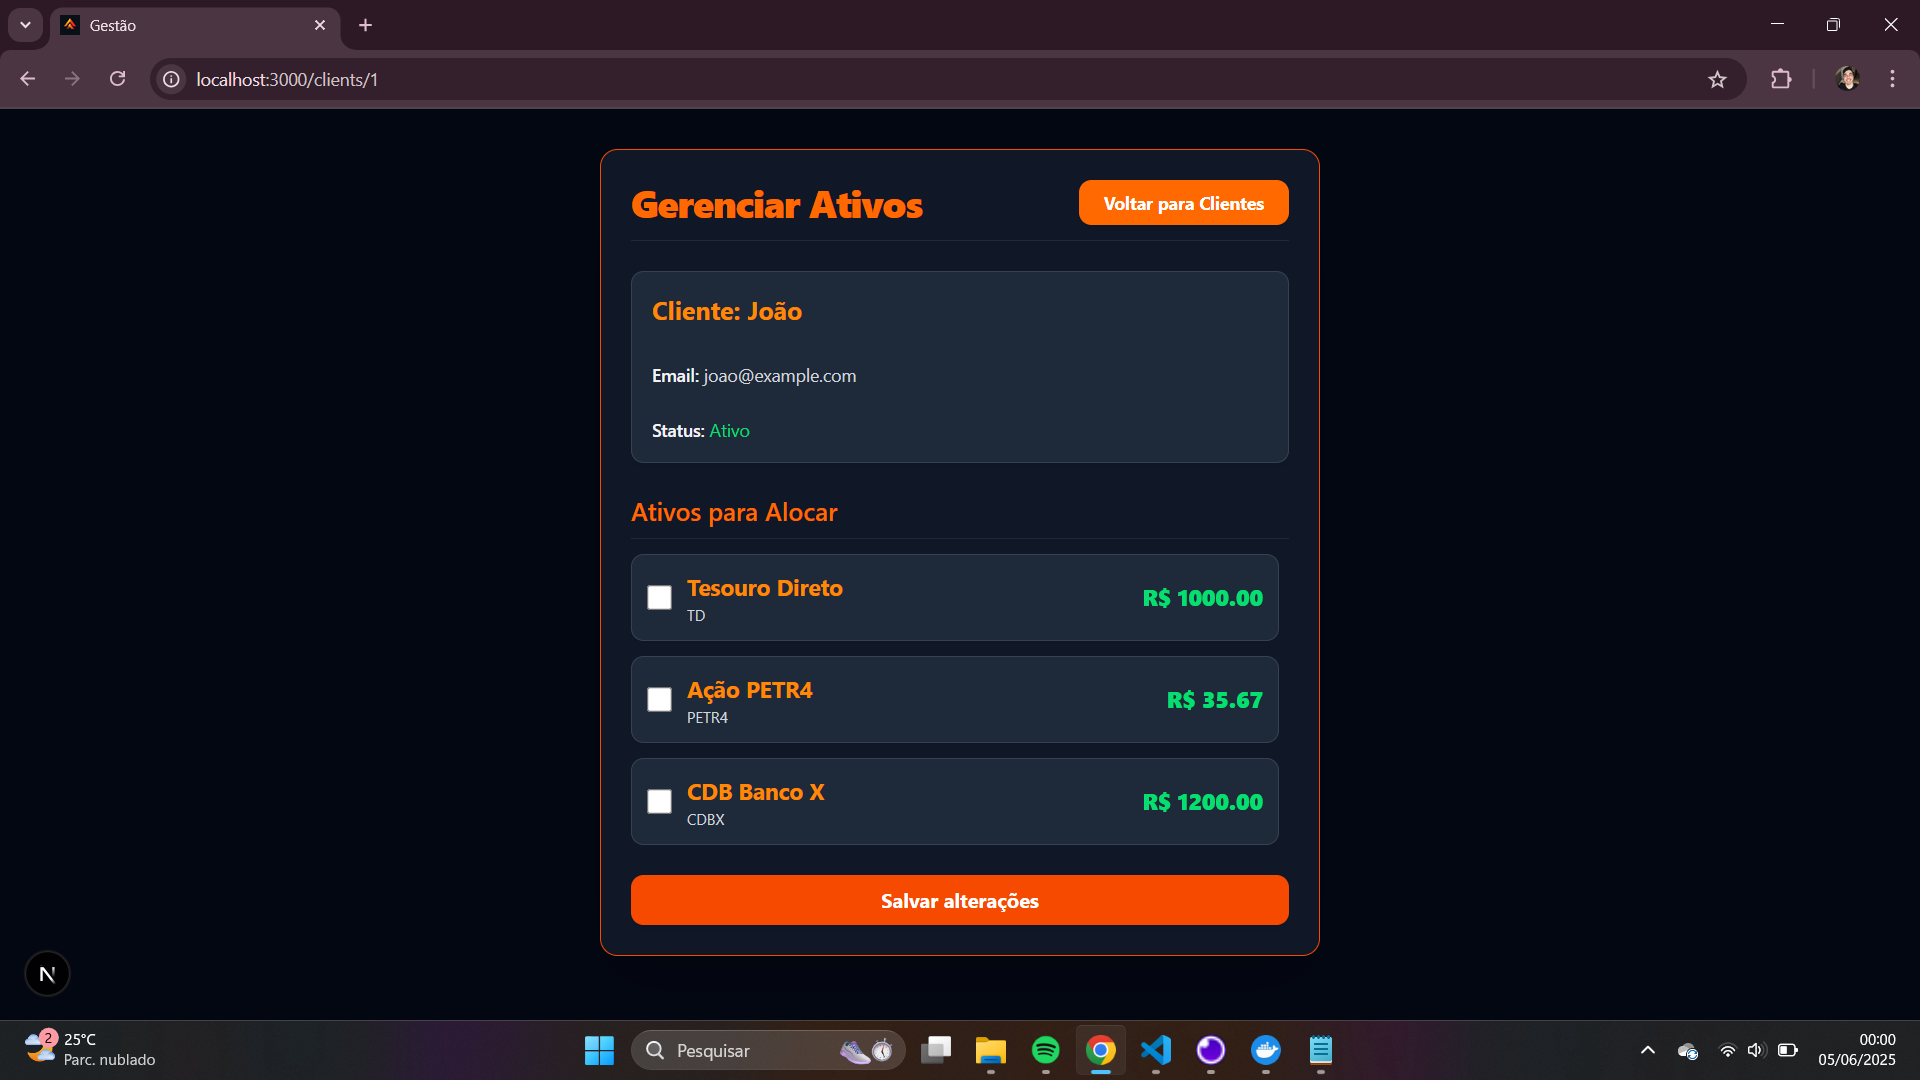 Gestão
localhost:3000/clients/1
Gerenciar Ativos
Voltar para Clientes
Cliente: João
Email: joao@example.com
Status: Ativo
Ativos para Alocar
Tesouro Direto
TD
R$ 1000.00
Ação PETR4
PETR4
R$ 35.67
CDB Banco X
CDBX
R$ 1200.00
Salvar alterações
N
2
25°C
Parc. nublado
Pesquisar
00:00
05/06/2025